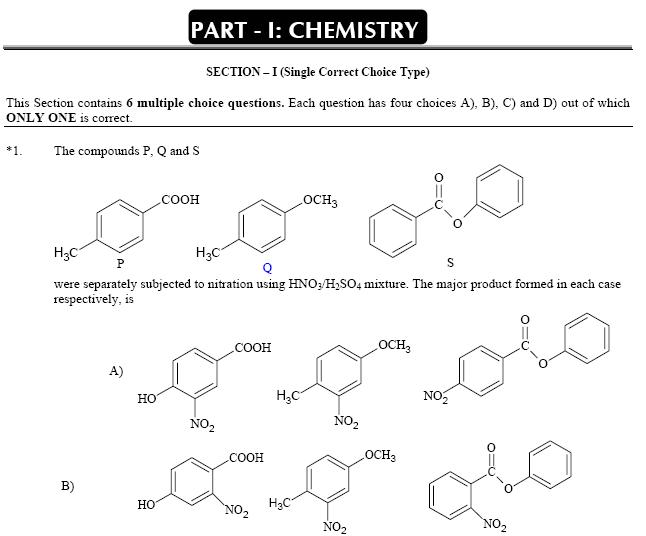 PART - I: CHEMISTRY
SECTION – I (Single Correct Choice Type)
This Section contains 6 multiple choice questions. Each question has four choices A), B), C) and D) out of which
ONLY ONE is correct.
*1. The compounds P, Q and S
COOH OCH3 O
C
O
H3C H3C
P Q S
were separately subjected to nitration using HNO3/H2SO4 mixture. The major product formed in each case
respectively, is
O
COOH OCH3 C
A) O
HO H3C NO2
NO2 NO2
COOH OCH3 O
C
B) O
HO NO2 H3C
NO2 NO2